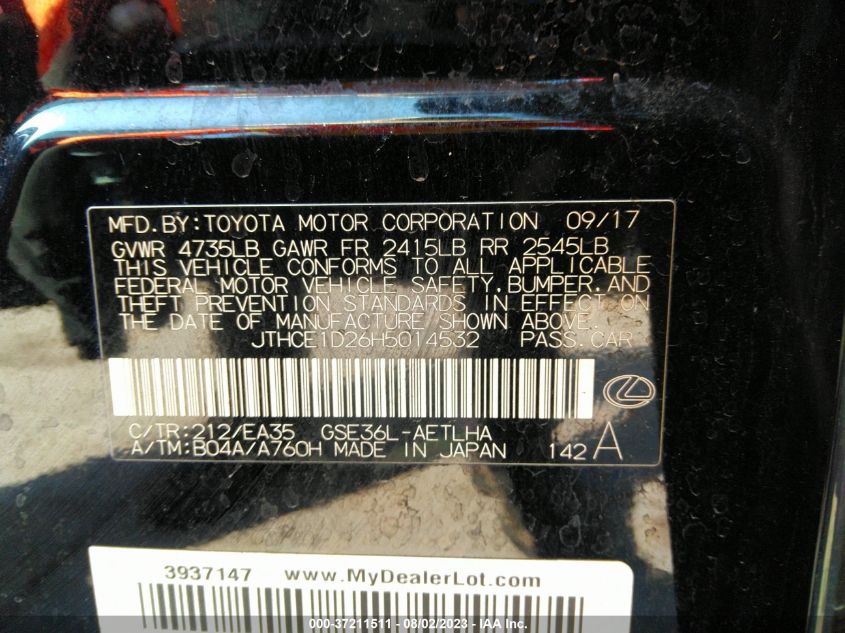 MFD.BY:TOYOTA MOTOR CORPORATION 09/17
GVWR 4735LB GAWR FR 2415LB RR 2545LB
THIS VEHICLE CONFORMS TO ALL APPLICABLE
FEDERAL MOTOR VEHICLE SAFETY,BUMPER,AND
THEFT PREVENTION STANDARDS IN EFFECT ON
THE DATE OF MANUFACTURE SHOWN ABOVE.
JTHCE1D26H5014532 PASS.CAR
C/TR:212/EA35 GSE36L-AETLHA
A/TM:B04A/A760H MADE IN JAPAN 142 A
3937147 www.MyDealerLot.com
000-37211511 - 08/02/2023 - IAA Inc.